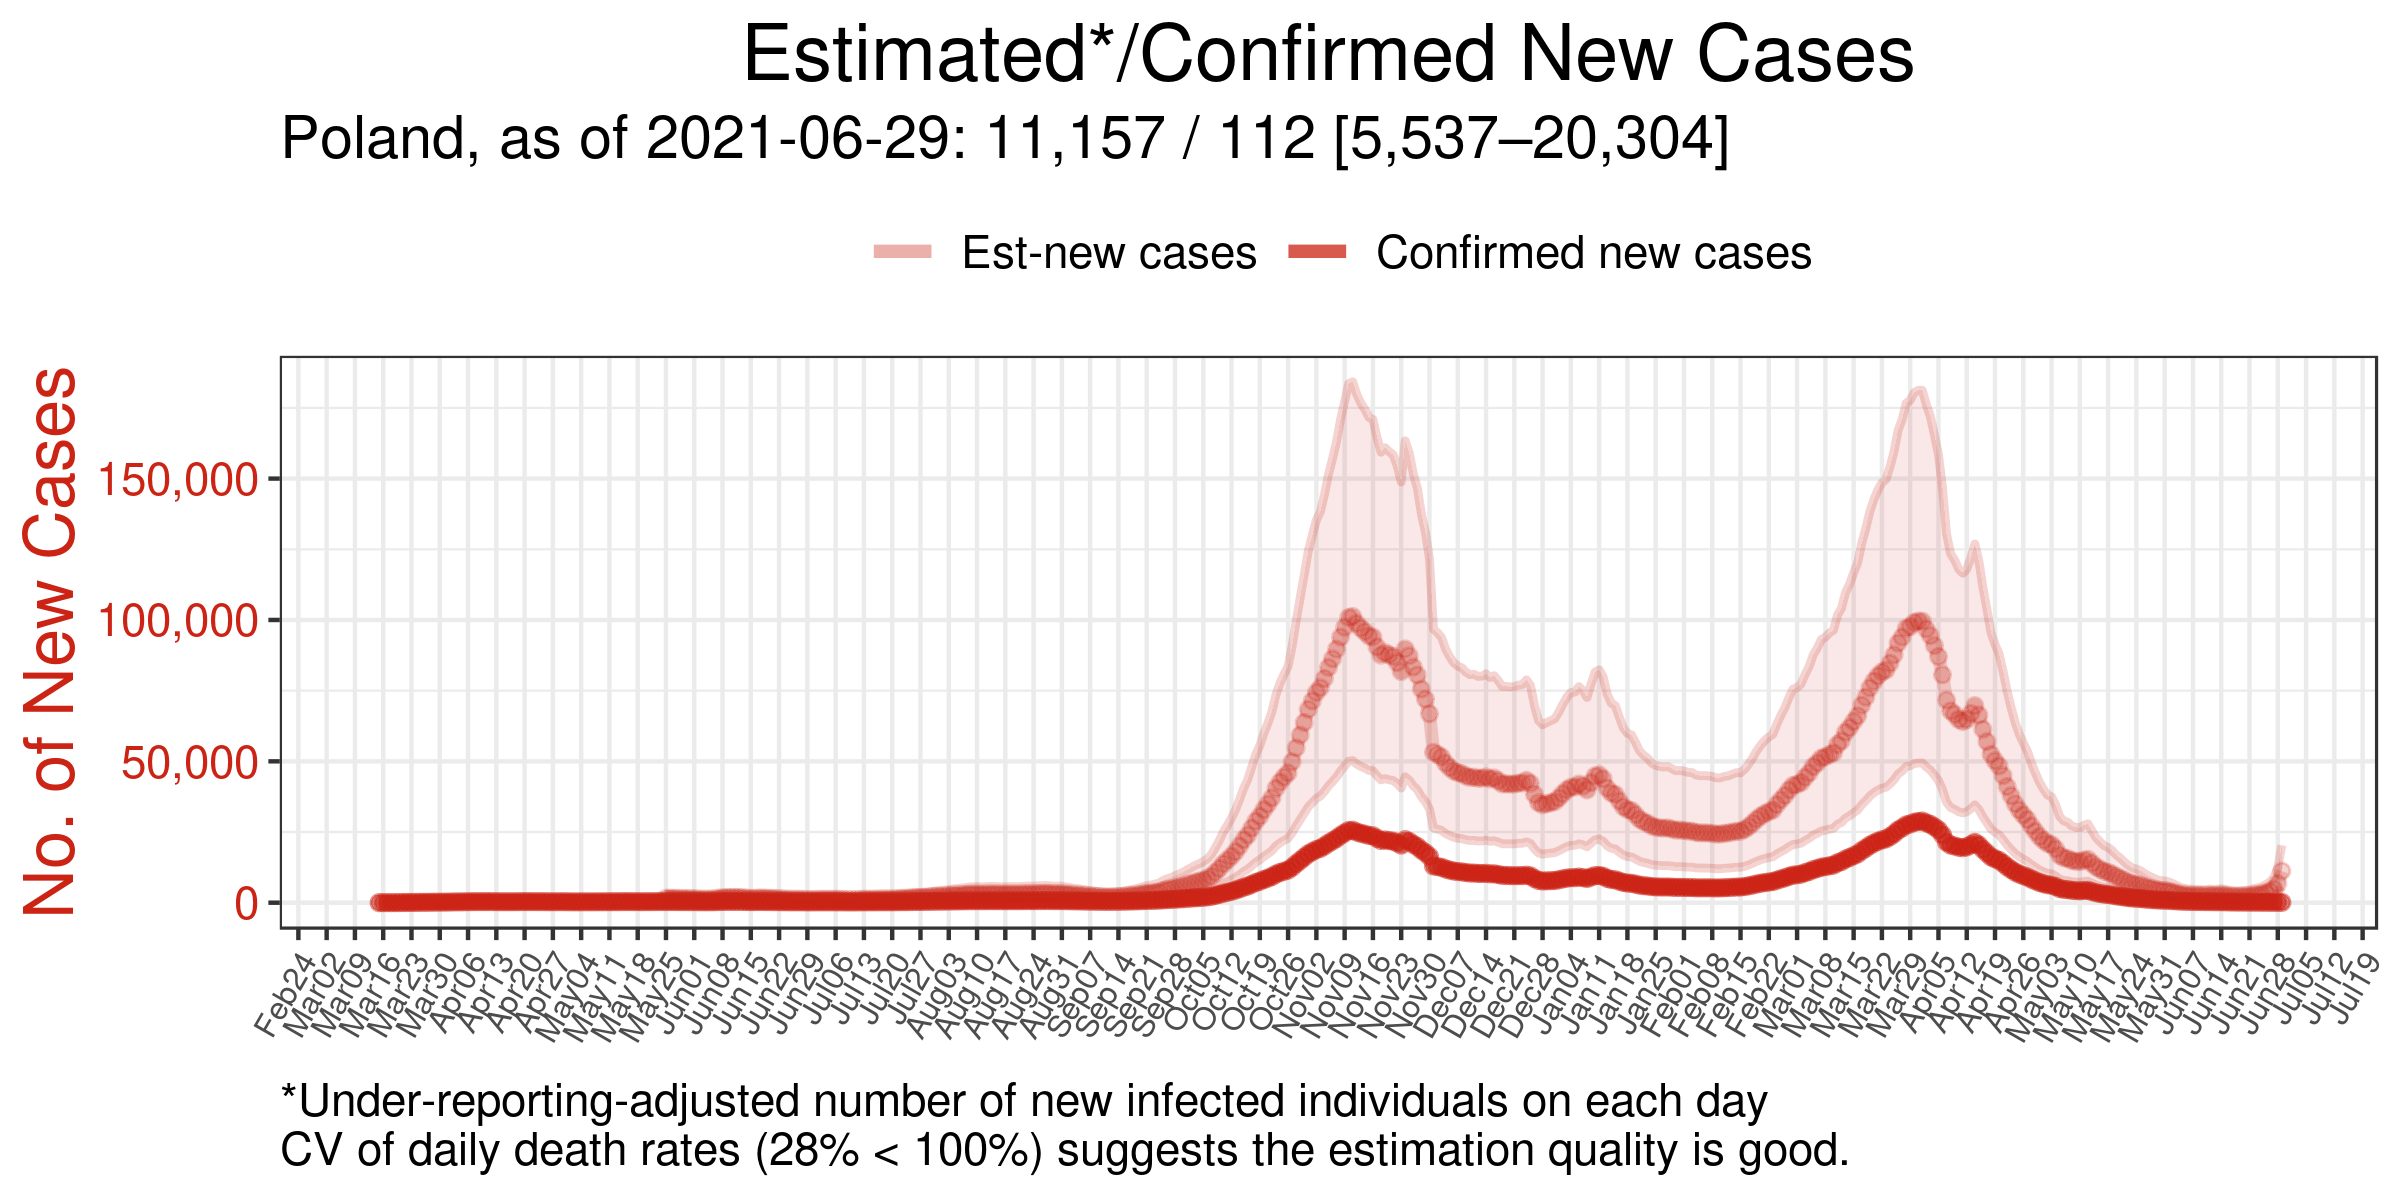 Estimated*/Confirmed New Cases
Poland, as of 2021-06-29: 11,157 / 112 [5,537–20,304]
Est-new cases
Confirmed new cases
No. of New Cases
150,000
100,000
50,000
0
Feb24
Mar02
Mar09
Mar16
Mar23
Mar30
Apr06
Apr13
Apr20
Apr27
May04
May11
May18
May25
Jun01
Jun08
Jun15
Jun22
Jun29
Jul06
Jul13
Jul20
Jul27
Aug03
Aug10
Aug17
Aug24
Aug31
Sep07
Sep14
Sep21
Sep28
Oct05
Oct12
Oct19
Oct26
Nov02
Nov09
Nov16
Nov23
Nov30
Dec07
Dec14
Dec21
Dec28
Jan04
Jan11
Jan18
Jan25
Feb01
Feb08
Feb15
Feb22
Mar01
Mar08
Mar15
Mar22
Mar29
Apr05
Apr12
Apr19
Apr26
May03
May10
May17
May24
May31
Jun07
Jun14
Jun21
Jun28
Jul05
Jul12
Jul19
*Under-reporting-adjusted number of new infected individuals on each day
CV of daily death rates (28% < 100%) suggests the estimation quality is good.